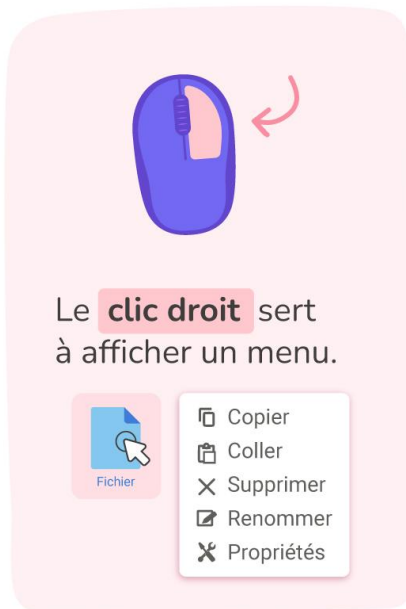 Le clic droit sert
à afficher un menu.
Fichier
Copier
Coller
Supprimer
Renommer
Propriétés